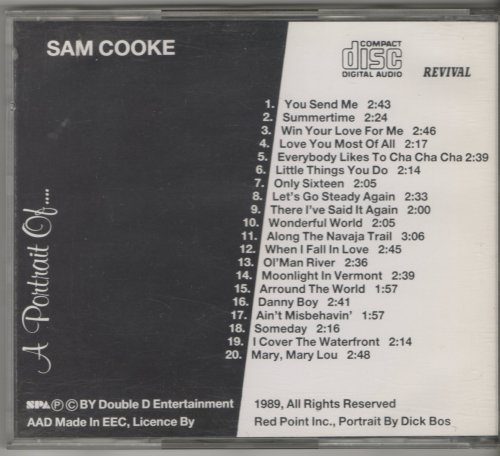 SAM COOKE
COMPACT
disc
DIGITAL AUDIO
REVIVAL
A Portrait Of....
1. You Send Me 2:43
2. Summertime 2:24
3. Win Your Love For Me 2:46
4. Love You Most Of All 2:17
5. Everybody Likes To Cha Cha Cha 2:39
6. Little Things You Do 2:14
7. Only Sixteen 2:05
8. Let's Go Steady Again 2:33
9. There I've Said It Again 2:00
10. Wonderful World 2:05
11. Along The Navaja Trail 3:06
12. When I Fall In Love 2:45
13. Ol'Man River 2:36
14. Moonlight In Vermont 2:39
15. Arround The World 1:57
16. Danny Boy 2:41
17. Ain't Misbehavin' 1:57
18. Someday 2:16
19. I Cover The Waterfront 2:14
20. Mary, Mary Lou 2:48
SPA Ⓟ © BY Double D Entertainment 1989, All Rights Reserved
AAD Made In EEC, Licence By Red Point Inc., Portrait By Dick Bos